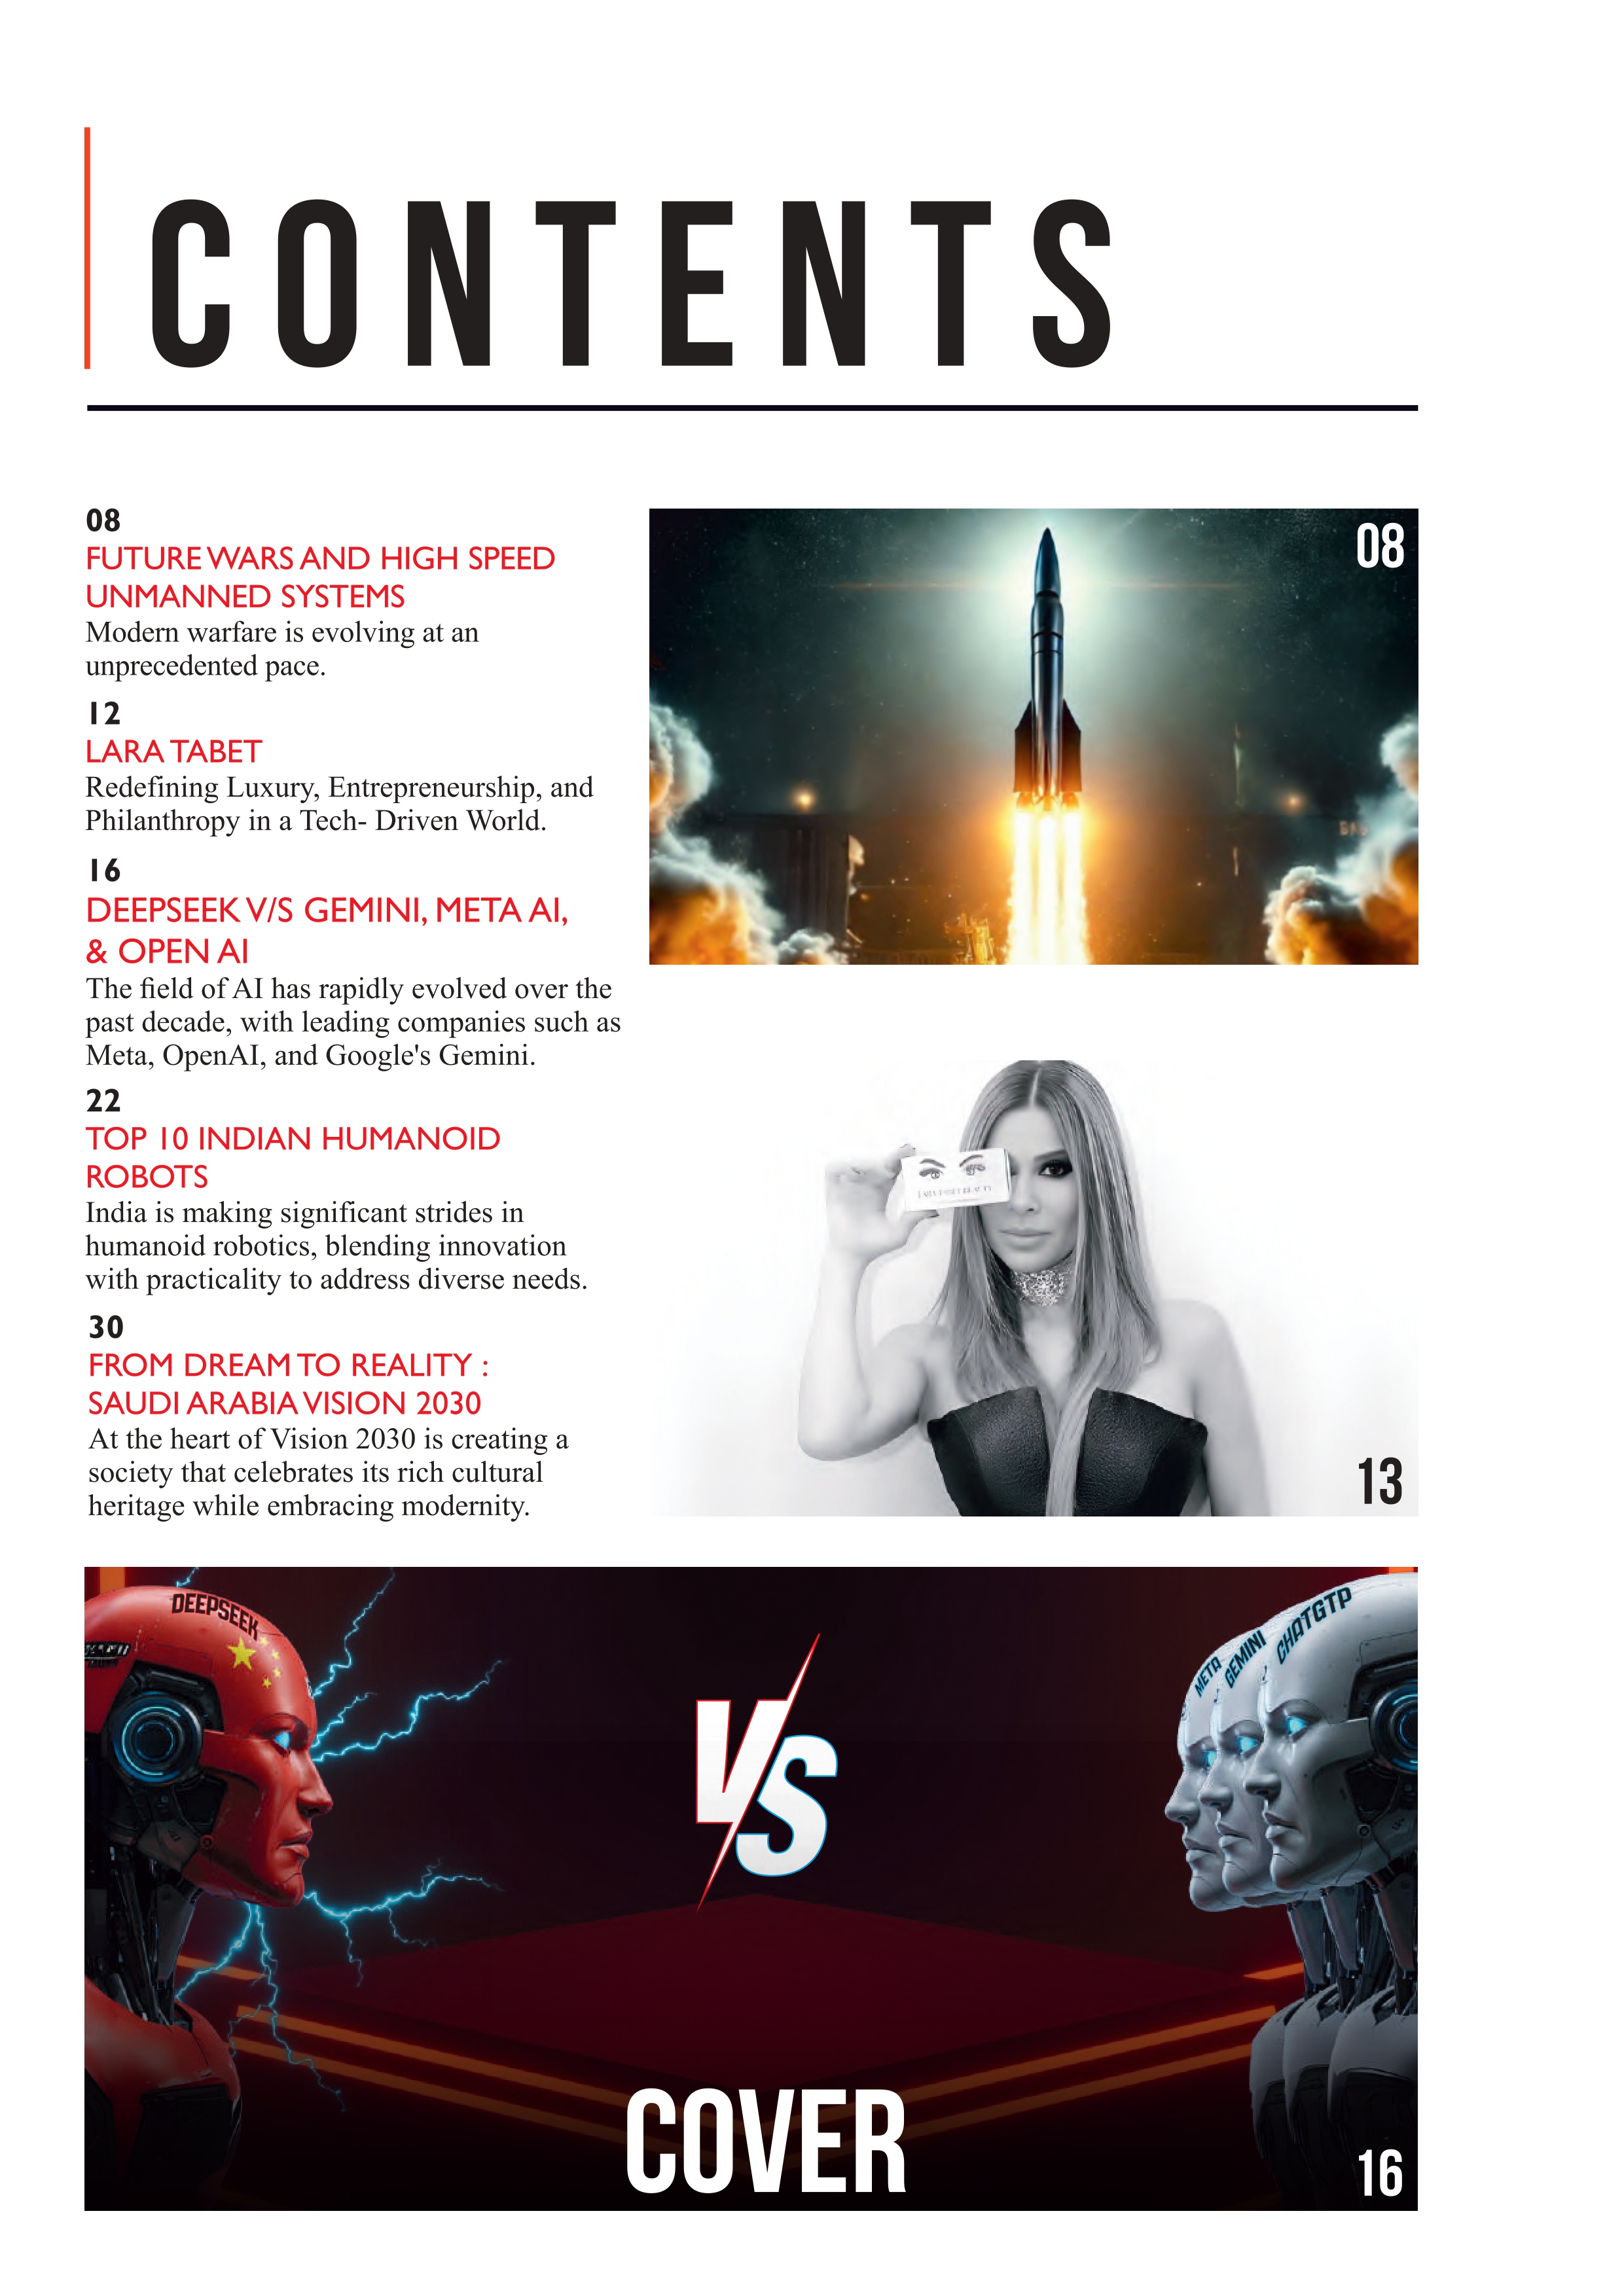 CONTENTS
08
FUTURE WARS AND HIGH SPEED
UNMANNED SYSTEMS
Modern warfare is evolving at an
unprecedented pace.
12
LARA TABET
Redefining Luxury, Entrepreneurship, and
Philanthropy in a Tech- Driven World.
16
DEEPSEEK V/S GEMINI, META AI,
& OPEN AI
The field of AI has rapidly evolved over the
past decade, with leading companies such as
Meta, OpenAI, and Google's Gemini.
22
TOP 10 INDIAN HUMANOID
ROBOTS
India is making significant strides in
humanoid robotics, blending innovation
with practicality to address diverse needs.
30
FROM DREAM TO REALITY :
SAUDI ARABIA VISION 2030
At the heart of Vision 2030 is creating a
society that celebrates its rich cultural
heritage while embracing modernity.
08
LARA TABET BEAUTY
13
DEEPSEEK
VS
META
GEMINI
CHATGTP
COVER
16